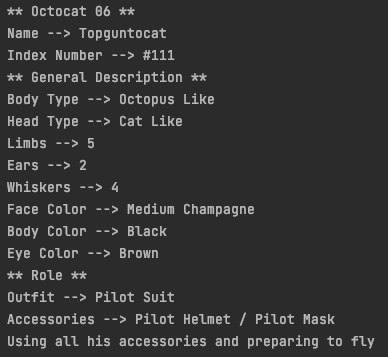 ** Octocat 06 **
Name --> Topguntocat
Index Number --> #111
** General Description **
Body Type --> Octopus Like
Head Type --> Cat Like
Limbs --> 5
Ears --> 2
Whiskers --> 4
Face Color --> Medium Champagne
Body Color --> Black
Eye Color --> Brown
** Role **
Outfit --> Pilot Suit
Accessories --> Pilot Helmet / Pilot Mask
Using all his accessories and preparing to fly